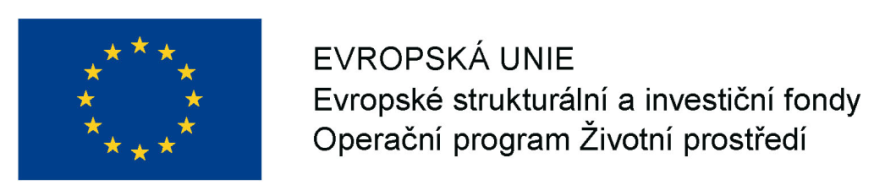 EVROPSKÁ UNIE
Evropské strukturální a investiční fondy
Operační program Životní prostředí